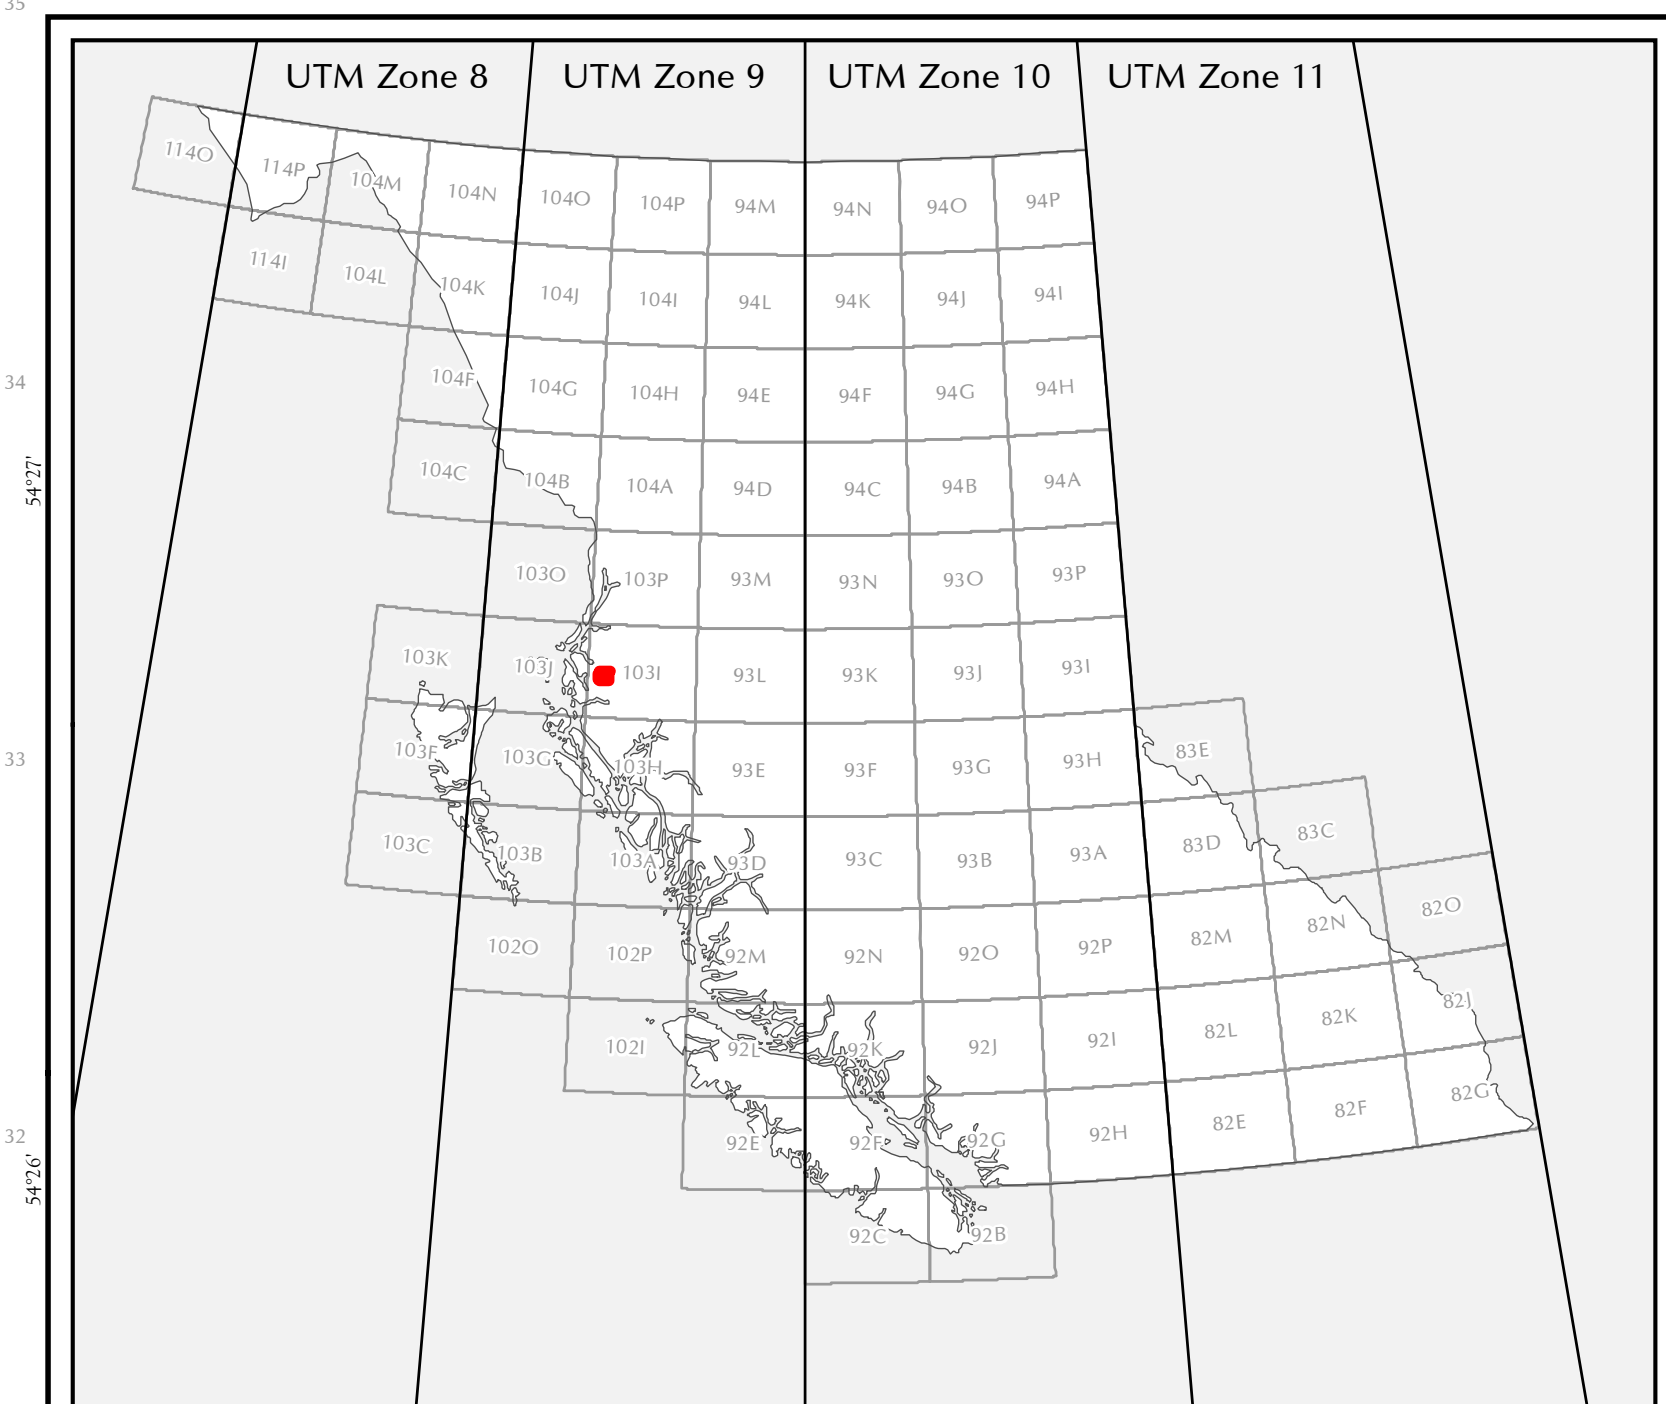 35
UTM Zone 8 UTM Zone 9 UTM Zone 10 UTM Zone 11
114O 114P 104M 104N 104O 104P 94M 94N 94O 94P
114I 104L 104K 104J 104I 94L 94K 94J 94I
34
104F 104G 104H 94E 94F 94G 94H
54°27'
104C 104B 104A 94D 94C 94B 94A
103O 103P 93M 93N 93O 93P
103K 103J 103I 93L 93K 93J 93I
33
103F 103G 103H 93E 93F 93G 93H 83E
103C 103B 103A 93D 93C 93B 93A 83D 83C
102O 102P 92M 92N 92O 92P 82M 82N 82O
102I 92L 92K 92J 92I 82L 82K 82J
32
54°26'
92E 92F 92G 92H 82E 82F 82G
92C 92B